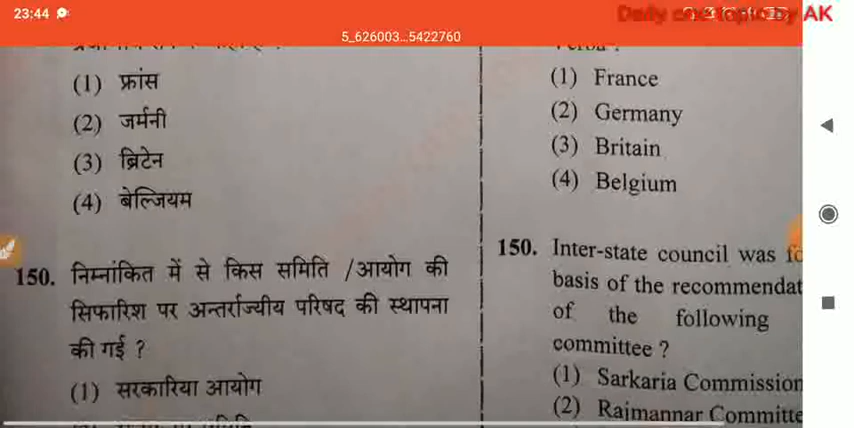 23:44
Daily AK
5_626003...5422760
(1) फ्रांस
(2) जर्मनी
(3) ब्रिटेन
(4) बेल्जियम
150. निम्नांकित में से किस समिति /आयोग की
सिफारिश पर अन्तर्राज्यीय परिषद की स्थापना
की गई ?
(1) सरकारिया आयोग
(1) France
(2) Germany
(3) Britain
(4) Belgium
150. Inter-state council was
basis of the recommendat
of the following
committee ?
(1) Sarkaria Commission
(2) Rajmannar Committe